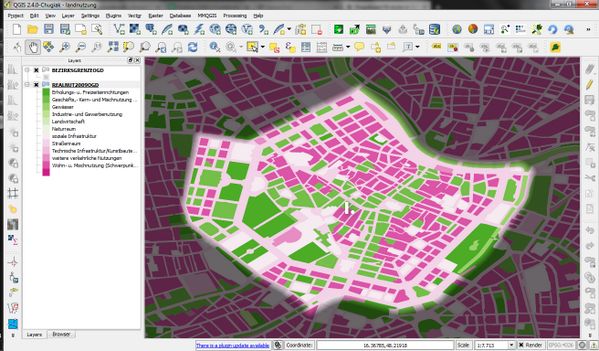 QGIS 2.4.0-Chugiak - landnutzung
Project Edit View Layer Settings Plugins Vector Raster Database MMQGIS Processing Help
Layers
BEZIRKSGRENZEOGD
REALNUT2009OGD
Erholungs- u. Freizeiteinrichtungen
Geschäfts-, Kern- und Mischnutzung
Gewässer
Industrie- und Gewerbenutzung
Landwirtschaft
Naturraum
soziale Infrastruktur
Straßenraum
Technische Infrastruktur/Kunstbaute
weitere verkehrliche Nutzungen
Wohn- u. Mischnutzung (Schwerpunk
Layers Browser
There is a plugin update available Coordinate: 16.36785,48.21918 Scale 1:7.713 Render EPSG:4326